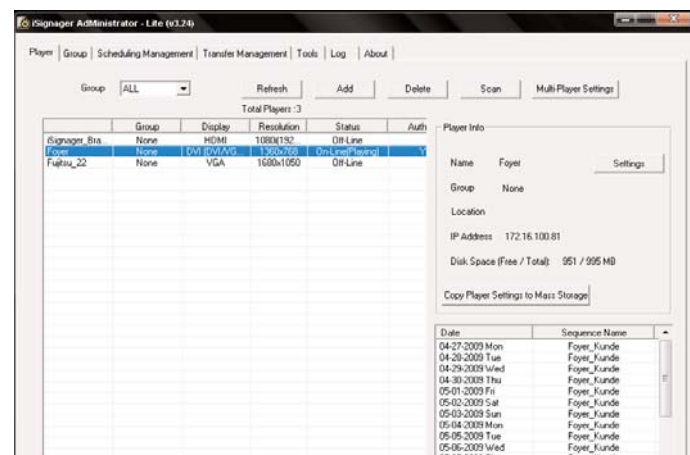 iSignager AdMinistrator - Lite (v3.24)
Player Group Scheduling Management Transfer Management Tools Log About
Group ALL Refresh Add Delete Scan Multi-Player Settings
Total Players :3
Group Display Resolution Status Auth
iSignager_Bra... None HDMI 1080i(192... Off-Line
Foyer None DVI (DVI/VG... 1360x768 On-Line(Playing)
Fujitsu_22 None VGA 1680x1050 Off-Line
Player Info
Name Foyer Settings
Group None
Location
IP Address 172.16.100.81
Disk Space (Free / Total): 951 / 995 MB
Copy Player Settings to Mass Storage
Date Sequence Name
04-27-2009 Mon Foyer_Kunde
04-28-2009 Tue Foyer_Kunde
04-29-2009 Wed Foyer_Kunde
04-30-2009 Thu Foyer_Kunde
05-01-2009 Fri Foyer_Kunde
05-02-2009 Sat Foyer_Kunde
05-03-2009 Sun Foyer_Kunde
05-04-2009 Mon Foyer_Kunde
05-05-2009 Tue Foyer_Kunde
05-06-2009 Wed Foyer_Kunde